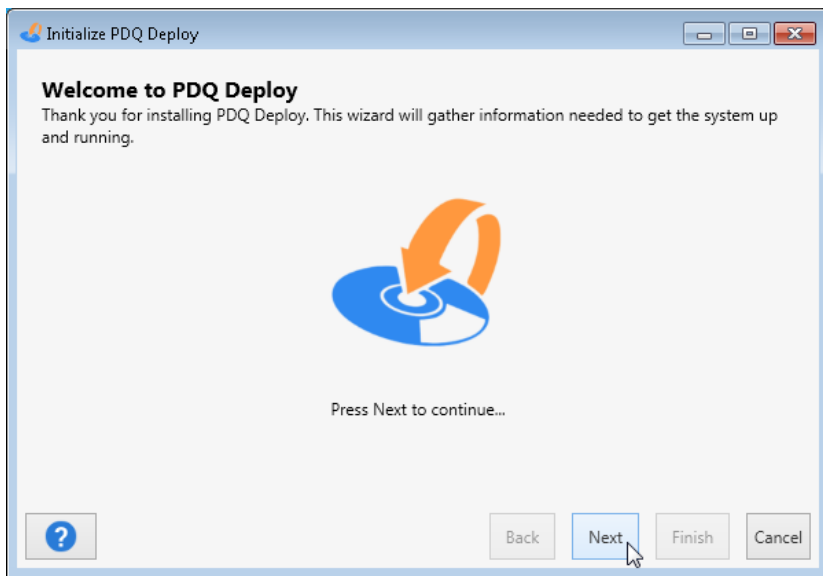 Initialize PDQ Deploy
Welcome to PDQ Deploy
Thank you for installing PDQ Deploy. This wizard will gather information needed to get the system up
and running.
Press Next to continue...
?
Back
Next
Finish
Cancel